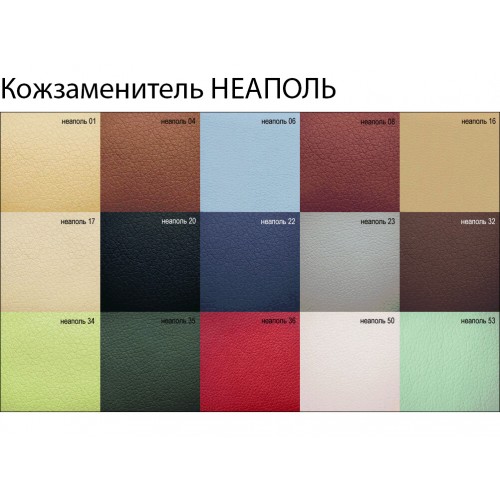 Кожзаменитель НЕАПОЛЬ
неаполь 01
неаполь 04
неаполь 06
неаполь 08
неаполь 16
неаполь 17
неаполь 20
неаполь 22
неаполь 23
неаполь 32
неаполь 34
неаполь 35
неаполь 36
неаполь 50
неаполь 53